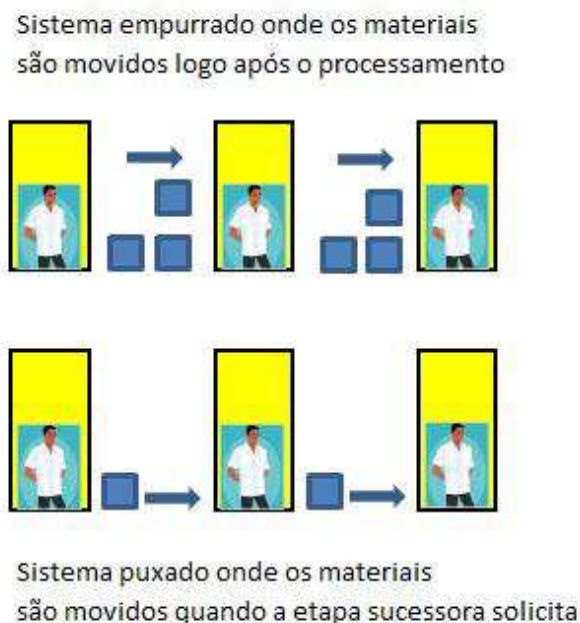 Sistema empurrado onde os materiais
são movidos logo após o processamento
Sistema puxado onde os materiais
são movidos quando a etapa sucessora solicita